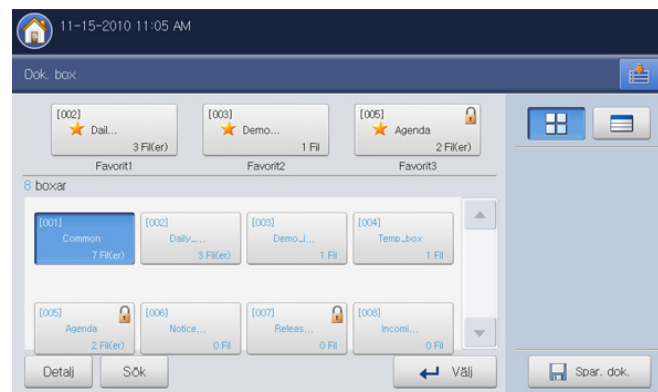 11-15-2010 11:05 AM
Dok. box
[002]
Dail...
3 Fil(er)
Favorit1
[003]
Demo...
1 Fil
Favorit2
[005]
Agenda
2 Fil(er)
Favorit3
8 boxar
[001]
Common
7 Fil(er)
[002]
Daily_...
3 Fil(er)
[003]
Demo_i...
1 Fil
[004]
Temp_box
1 Fil
[005]
Agenda
2 Fil(er)
[006]
Notice...
0 Fil
[007]
Releas...
0 Fil
[008]
Incomi...
0 Fil
Detalj
Sök
Välj
Spar. dok.